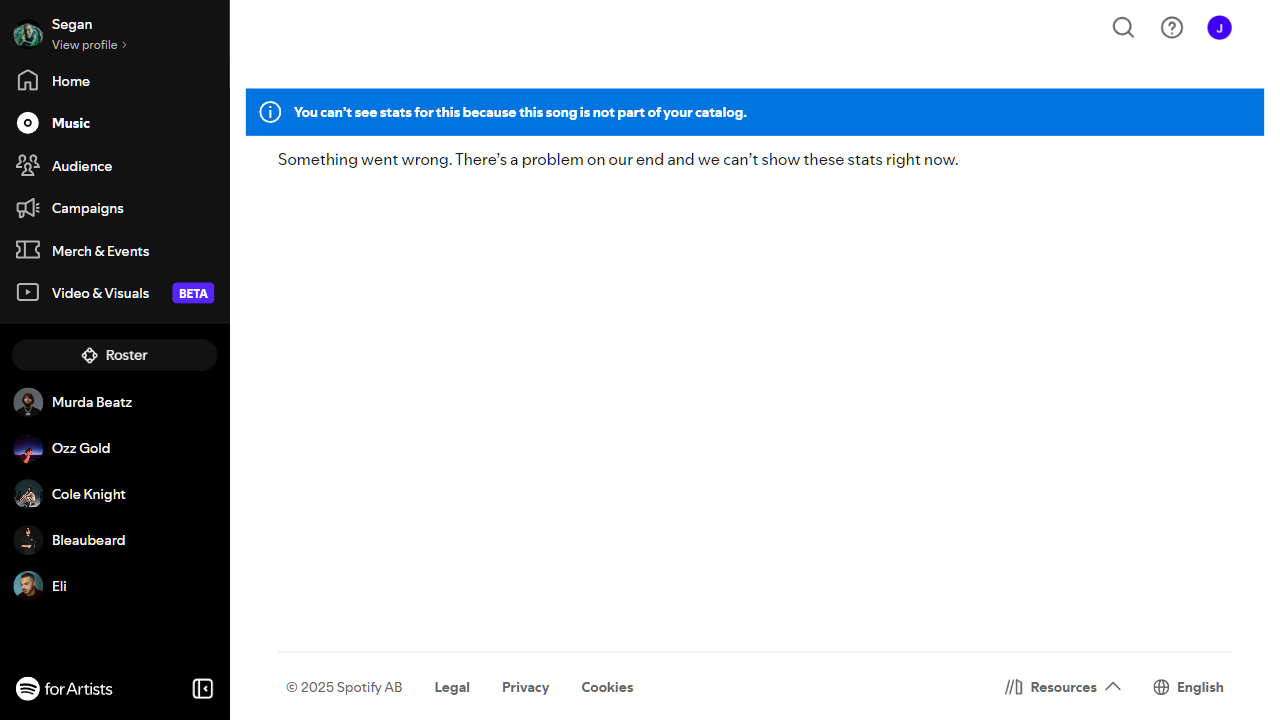 Segan
View profile
Home
Music
Audience
Campaigns
Merch & Events
Video & Visuals BETA
Roster
Murda Beatz
Ozz Gold
Cole Knight
Bleaubeard
Eli
for Artists
J
You can’t see stats for this because this song is not part of your catalog.
Something went wrong. There’s a problem on our end and we can’t show these stats right now.
© 2025 Spotify AB Legal Privacy Cookies Resources English